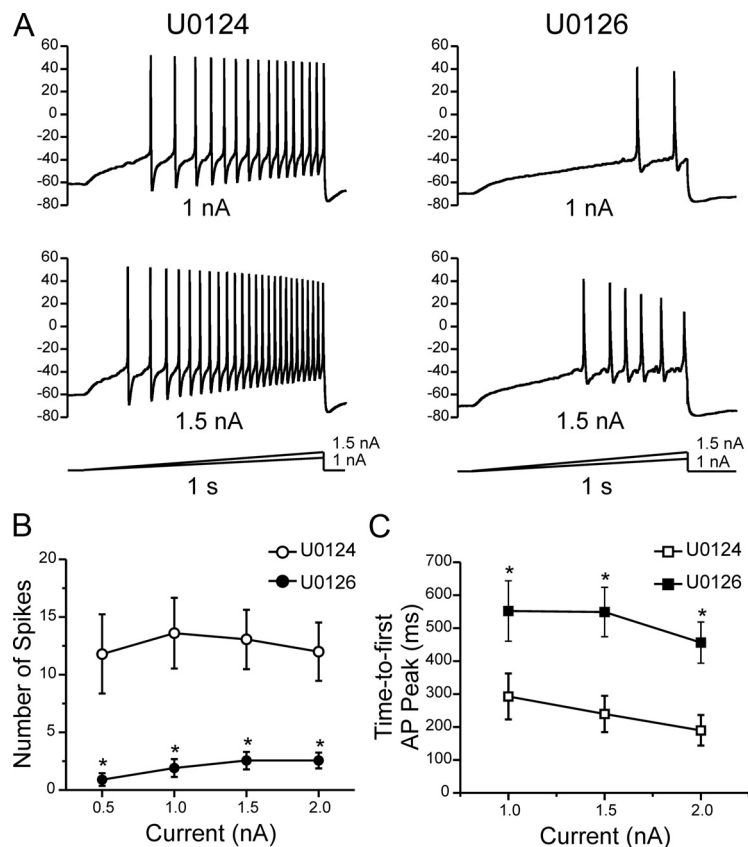 A
U0124
U0126
60
40
20
0
-20
-40
-60
-80
1 nA
60
40
20
0
-20
-40
-60
-80
1 nA
60
40
20
0
-20
-40
-60
-80
1.5 nA
60
40
20
0
-20
-40
-60
-80
1.5 nA
1.5 nA
1 nA
1 s
1.5 nA
1 nA
1 s
B
U0124
U0126
Number of Spikes
20
15
10
5
0
* * * *
0.5 1.0 1.5 2.0
Current (nA)
C
U0124
U0126
Time-to-first
AP Peak (ms)
700
600
500
400
300
200
100
0
* * *
1.0 1.5 2.0
Current (nA)